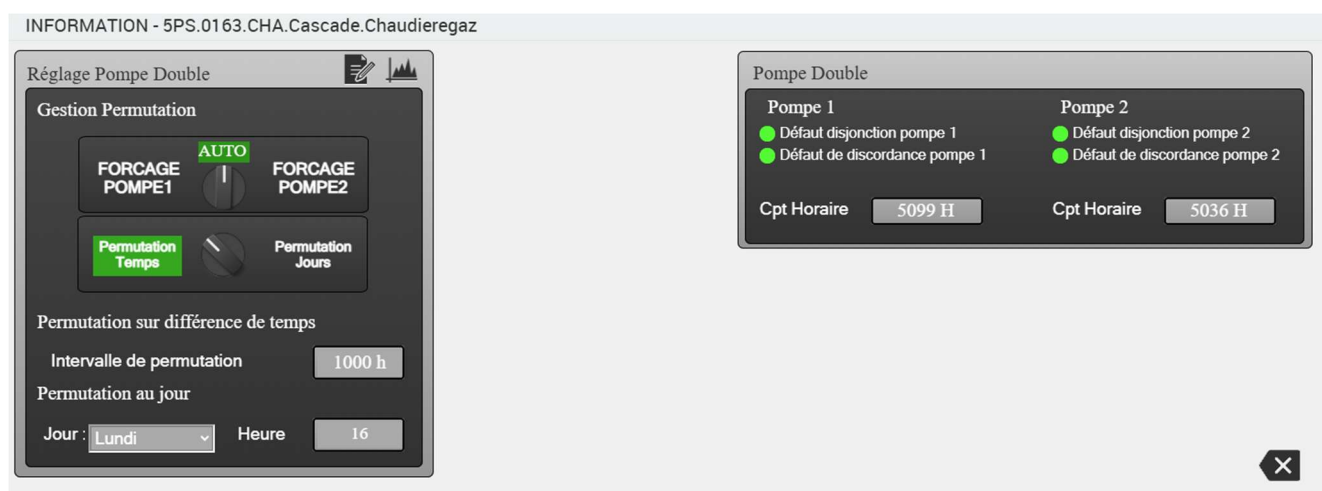 INFORMATION - 5PS.0163.CHA.Cascade.Chaudieregaz
Réglage Pompe Double
Gestion Permutation
AUTO
FORCAGE
POMPE1
FORCAGE
POMPE2
Permutation
Temps
Permutation
Jours
Permutation sur différence de temps
Intervalle de permutation 1000 h
Permutation au jour
Jour : Lundi Heure 16
Pompe Double
Pompe 1
Défaut disjonction pompe 1
Défaut de discordance pompe 1
Cpt Horaire 5099 H
Pompe 2
Défaut disjonction pompe 2
Défaut de discordance pompe 2
Cpt Horaire 5036 H